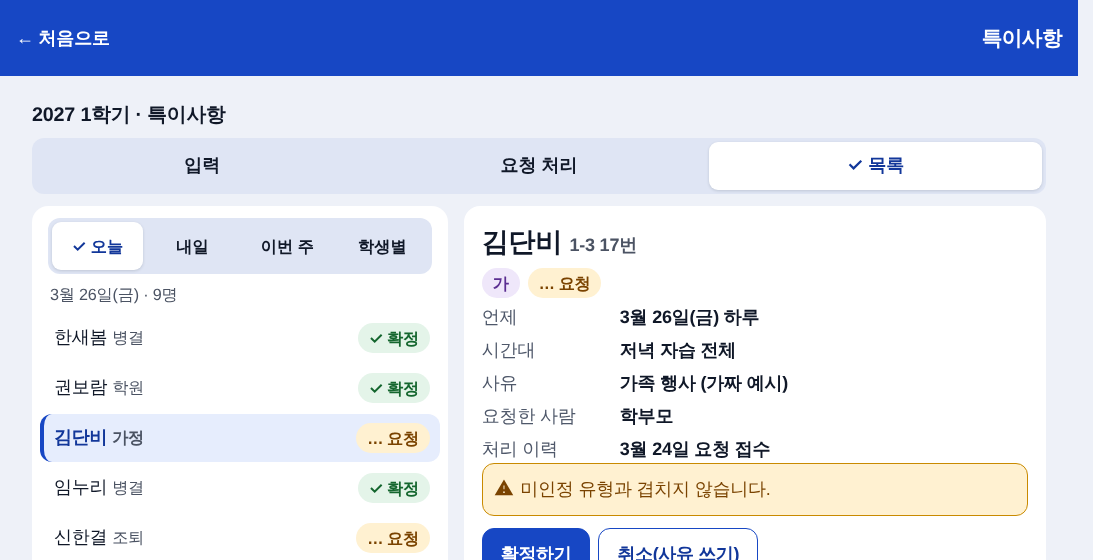 ← 처음으로
특이사항
2027 1학기 · 특이사항
입력
요청 처리
✓ 목록
✓ 오늘
내일
이번 주
학생별
3월 26일(금) · 9명
한새봄 병결
✓ 확정
권보람 학원
✓ 확정
김단비 가정
... 요청
임누리 병결
✓ 확정
신한결 조퇴
... 요청
김단비 1-3 17번
가
... 요청
언제 3월 26일(금) 하루
시간대 저녁 자습 전체
사유 가족 행사 (가짜 예시)
요청한 사람 학부모
처리 이력 3월 24일 요청 접수
미인정 유형과 겹치지 않습니다.
확정하기
취소(사유 쓰기)